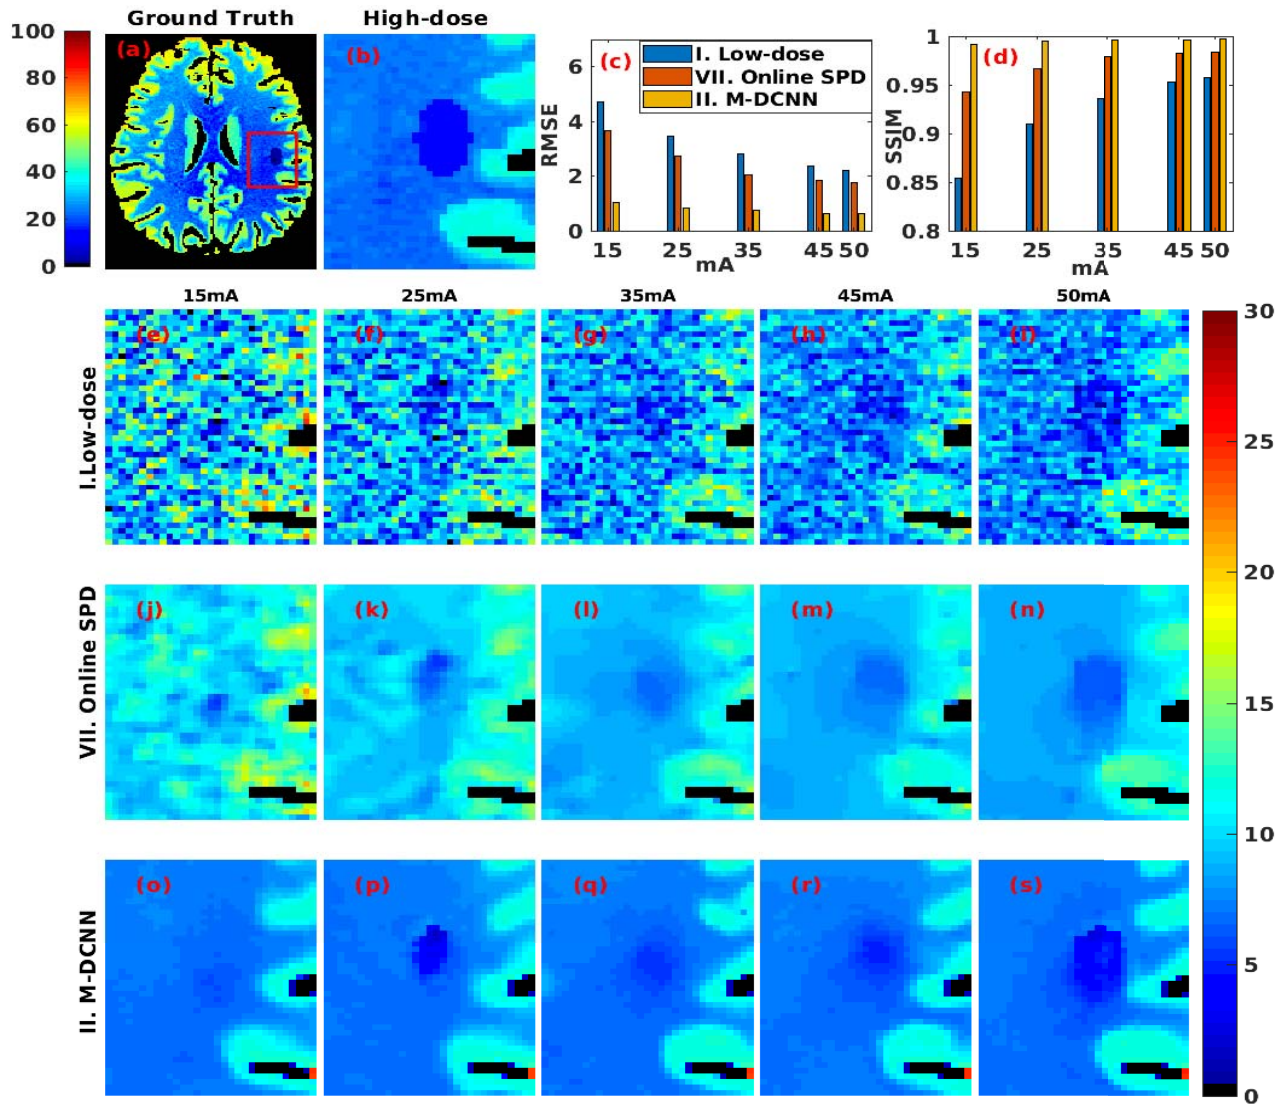 Ground Truth
High-dose
100
80
60
40
20
0
(a)
(b)
(c)
I. Low-dose
VII. Online SPD
II. M-DCNN
RMSE
6
4
2
0
15 25 35 45 50
mA
(d)
SSIM
1
0.95
0.9
0.85
0.8
15 25 35 45 50
mA
15mA 25mA 35mA 45mA 50mA
I.Low-dose
(e) (f) (g) (h) (i)
VII. Online SPD
(j) (k) (l) (m) (n)
II. M-DCNN
(o) (p) (q) (r) (s)
30
25
20
15
10
5
0